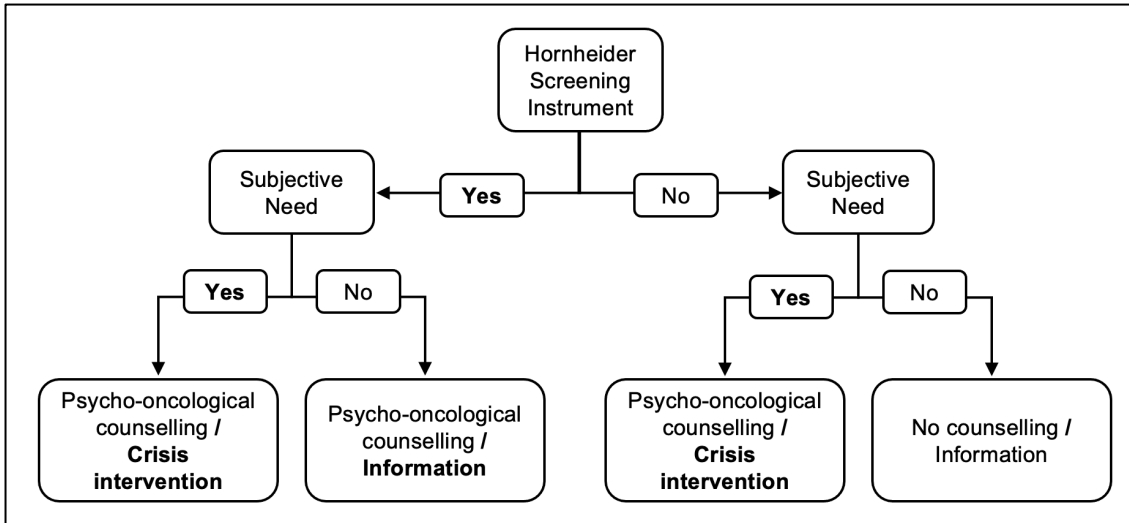 Hornheider
Screening
Instrument
Subjective
Need
Yes
No
Subjective
Need
Yes
No
Yes
No
Psycho-oncological
counselling /
Crisis
intervention
Psycho-oncological
counselling /
Information
Psycho-oncological
counselling /
Crisis
intervention
No counselling /
Information